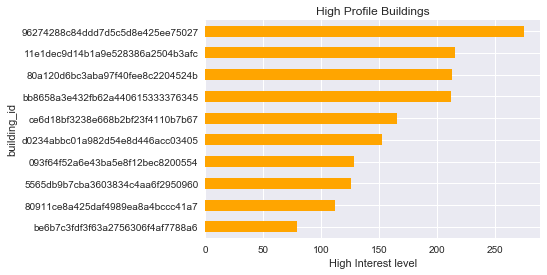 High Profile Buildings
96274288c84ddd7d5c5d8e425ee75027
11e1dec9d14b1a9e528386a2504b3afc
80a120d6bc3aba97f40fee8c2204524b
bb8658a3e432fb62a440615333376345
ce6d18bf3238e668b2bf23f4110b7b67
d0234abbc01a982d54e8d446acc03405
093f64f52a6e43ba5e8f12bec8200554
5565db9b7cba3603834c4aa6f2950960
80911ce8a425daf4989ea8a4bccc41a7
be6b7c3fdf3f63a2756306f4af7788a6
building_id
0 50 100 150 200 250
High Interest level